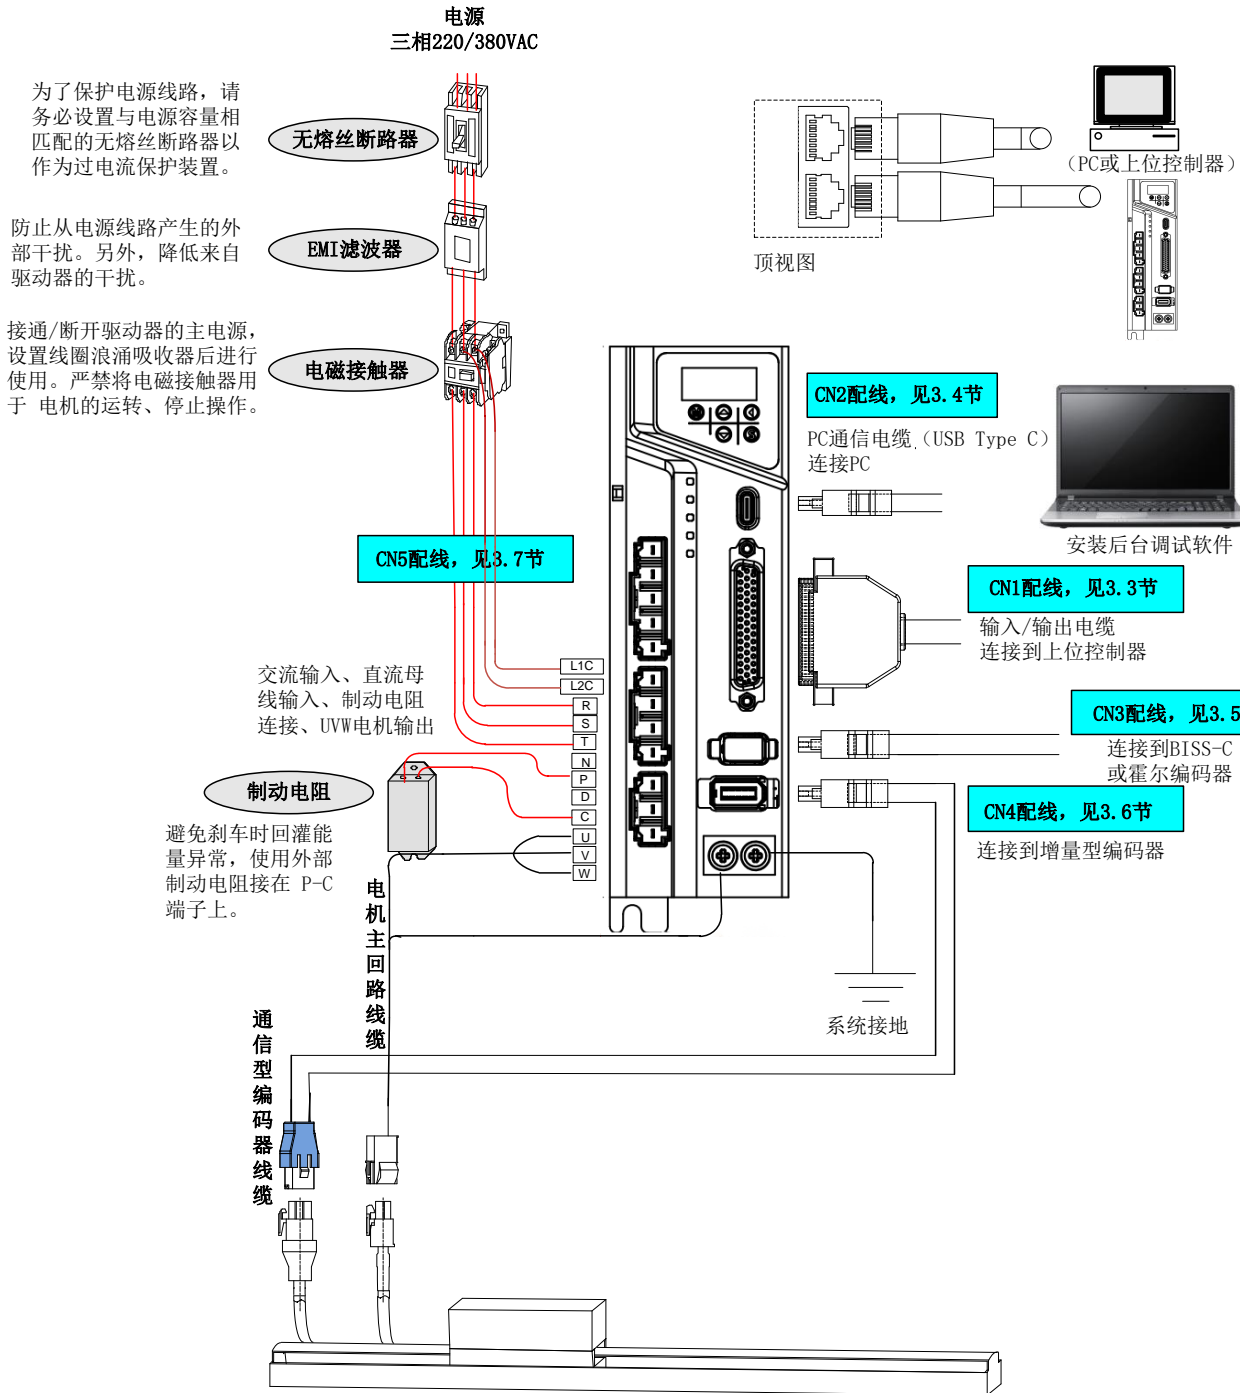 电源
三相220/380VAC
为了保护电源线路，请
务必设置与电源容量相
匹配的无熔丝断路器以
作为过电流保护装置。
无熔丝断路器
防止从电源线路产生的外
部干扰。另外，降低来自
驱动器的干扰。
EMI滤波器
接通/断开驱动器的主电源，
设置线圈浪涌吸收器后进行
使用。严禁将电磁接触器用
于 电机的运转、停止操作。
电磁接触器
（PC或上位控制器）
顶视图
CN2配线，见3.4节
PC通信电缆（USB Type C）
连接PC
安装后台调试软件
CN5配线，见3.7节
CN1配线，见3.3节
输入/输出电缆
连接到上位控制器
交流输入、直流母
线输入、制动电阻
连接、UVW电机输出
L1C
L2C
R
S
T
N
P
D
C
U
V
W
CN3配线，见3.5
连接到BISS-C
或霍尔编码器
CN4配线，见3.6节
连接到增量型编码器
制动电阻
避免刹车时回灌能
量异常，使用外部
制动电阻接在 P-C
端子上。
电机主回路线缆
系统接地
通信型编码器线缆